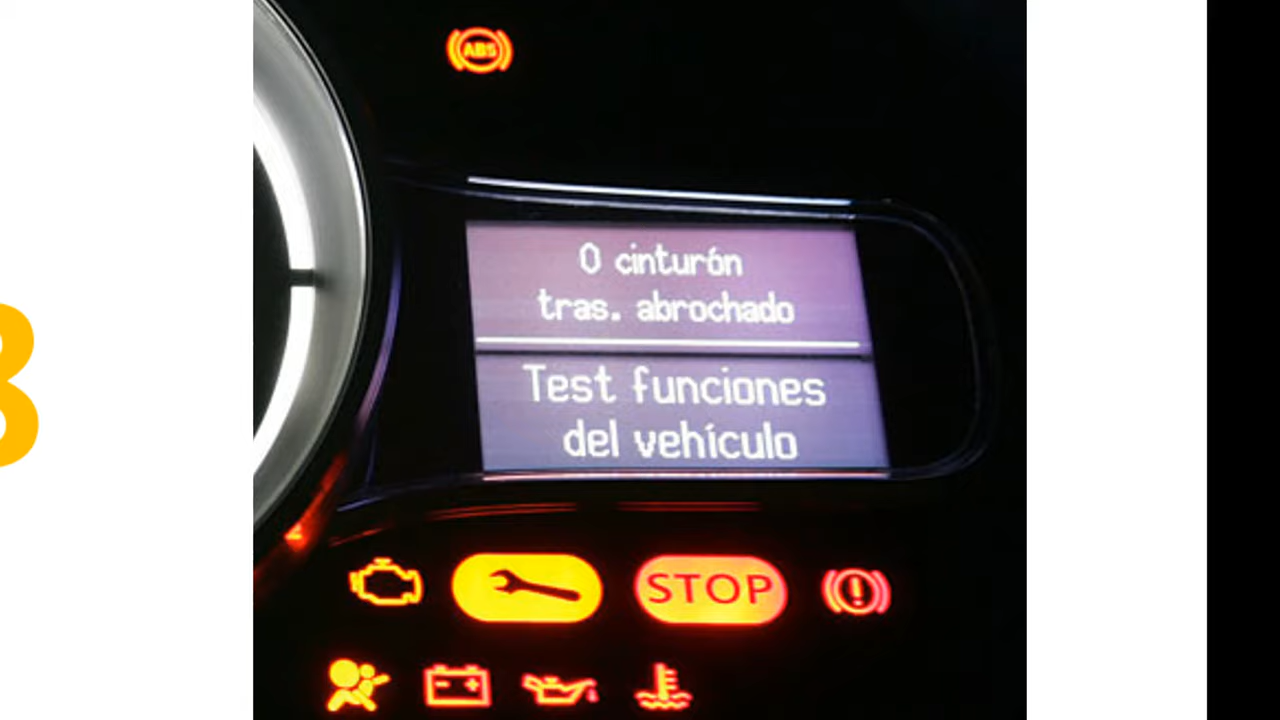 ABS
0 cinturón
tras. abrochado
Test funciones
del vehículo
STOP